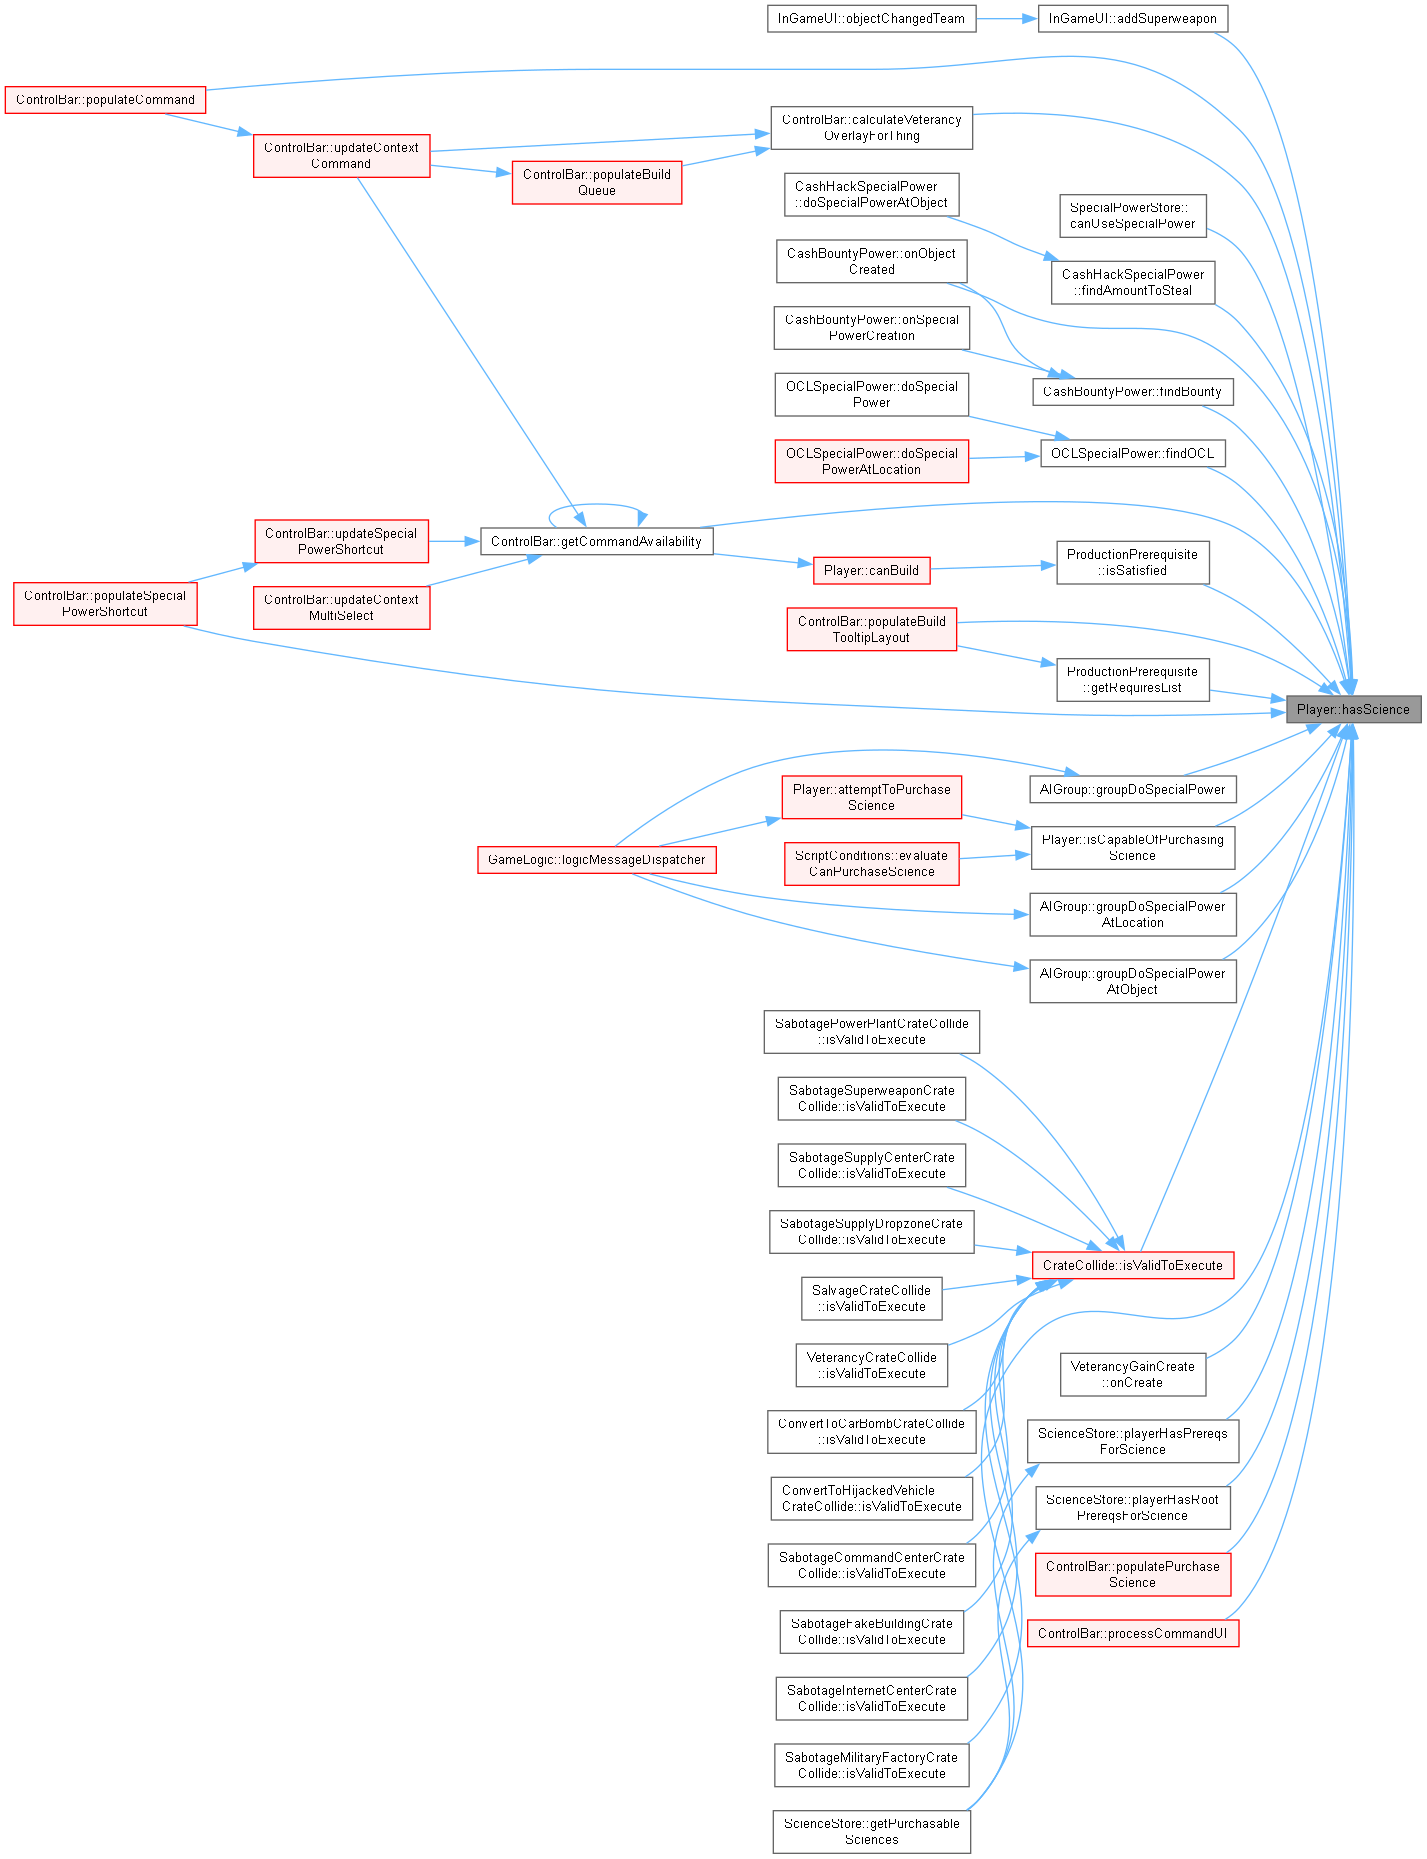 InGameUI::objectChangedTeam
InGameUI::addSuperweapon
ControlBar::populateCommand
ControlBar::calculateVeterancy
OverlayForThing
ControlBar::updateContext
Command
ControlBar::populateBuild
Queue
CashHackSpecialPower
::doSpecialPowerAtObject
SpecialPowerStore::
canUseSpecialPower
CashBountyPower::onObject
Created
CashHackSpecialPower
::findAmountToSteal
CashBountyPower::onSpecial
PowerCreation
OCLSpecialPower::doSpecial
Power
CashBountyPower::findBounty
OCLSpecialPower::doSpecial
PowerAtLocation
OCLSpecialPower::findOCL
ControlBar::updateSpecial
PowerShortcut
ControlBar::getCommandAvailability
ProductionPrerequisite
::isSatisfied
Player::canBuild
ControlBar::populateSpecial
PowerShortcut
ControlBar::updateContext
MultiSelect
ControlBar::populateBuild
TooltipLayout
ProductionPrerequisite
::getRequiresList
Player::hasScience
Player::attemptToPurchase
Science
AIGroup::groupDoSpecialPower
GameLogic::logicMessageDispatcher
ScriptConditions::evaluate
CanPurchaseScience
Player::isCapableOfPurchasing
Science
AIGroup::groupDoSpecialPower
AtLocation
AIGroup::groupDoSpecialPower
AtObject
SabotagePowerPlantCrateCollide
::isValidToExecute
SabotageSuperweaponCrate
Collide::isValidToExecute
SabotageSupplyCenterCrate
Collide::isValidToExecute
SabotageSupplyDropzoneCrate
Collide::isValidToExecute
CrateCollide::isValidToExecute
SalvageCrateCollide
::isValidToExecute
VeterancyCrateCollide
::isValidToExecute
VeterancyGainCreate
::onCreate
ConvertToCarBombCrateCollide
::isValidToExecute
ScienceStore::playerHasPrereqs
ForScience
ConvertToHijackedVehicle
CrateCollide::isValidToExecute
ScienceStore::playerHasRoot
PrereqsForScience
SabotageCommandCenterCrate
Collide::isValidToExecute
ControlBar::populatePurchase
Science
SabotageFakeBuildingCrate
Collide::isValidToExecute
ControlBar::processCommandUI
SabotageInternetCenterCrate
Collide::isValidToExecute
SabotageMilitaryFactoryCrate
Collide::isValidToExecute
ScienceStore::getPurchasable
Sciences